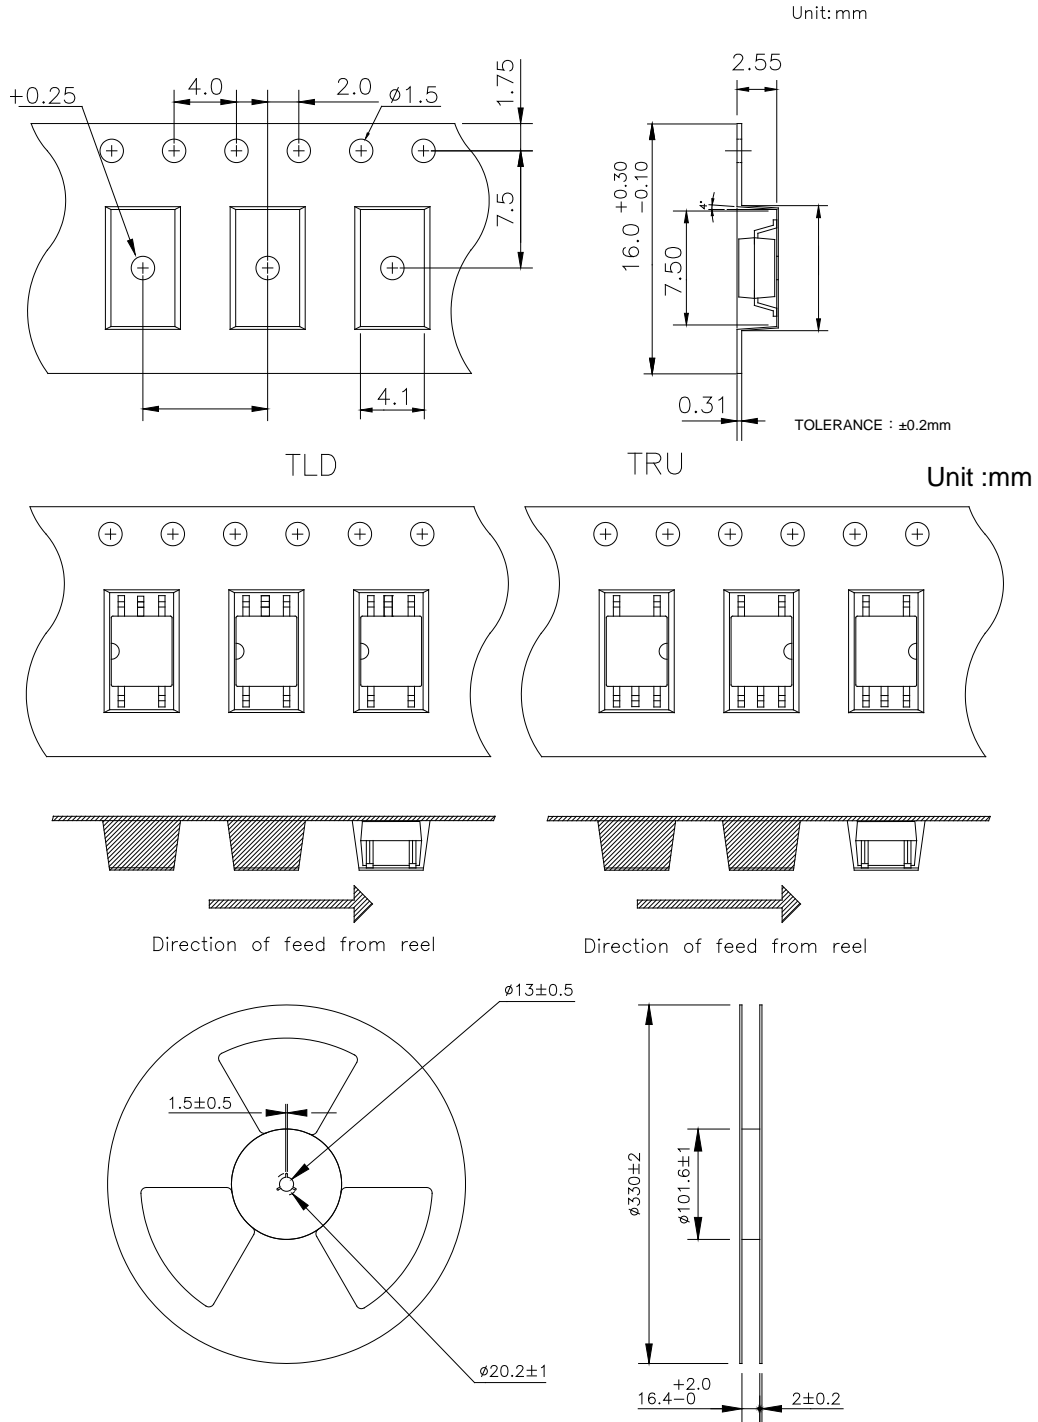 Unit: mm
+0.25
4.0
2.0
ø1.5
1.75
7.5
4.1
2.55
16.0 +0.30 -0.10
4°
7.50
0.31
TOLERANCE : ±0.2mm
TLD
TRU
Unit :mm
Direction of feed from reel
Direction of feed from reel
ø13±0.5
1.5±0.5
ø20.2±1
ø330±2
ø101.6±1
16.4 +2.0 -0
2±0.2